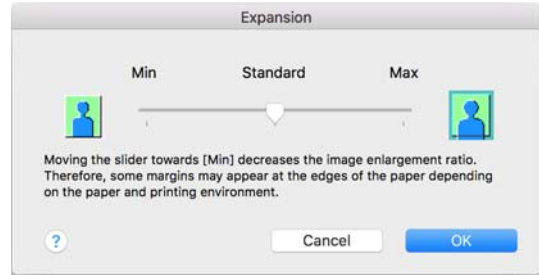 Expansion
Min Standard Max
Moving the slider towards [Min] decreases the image enlargement ratio.
Therefore, some margins may appear at the edges of the paper depending
on the paper and printing environment.
? Cancel OK